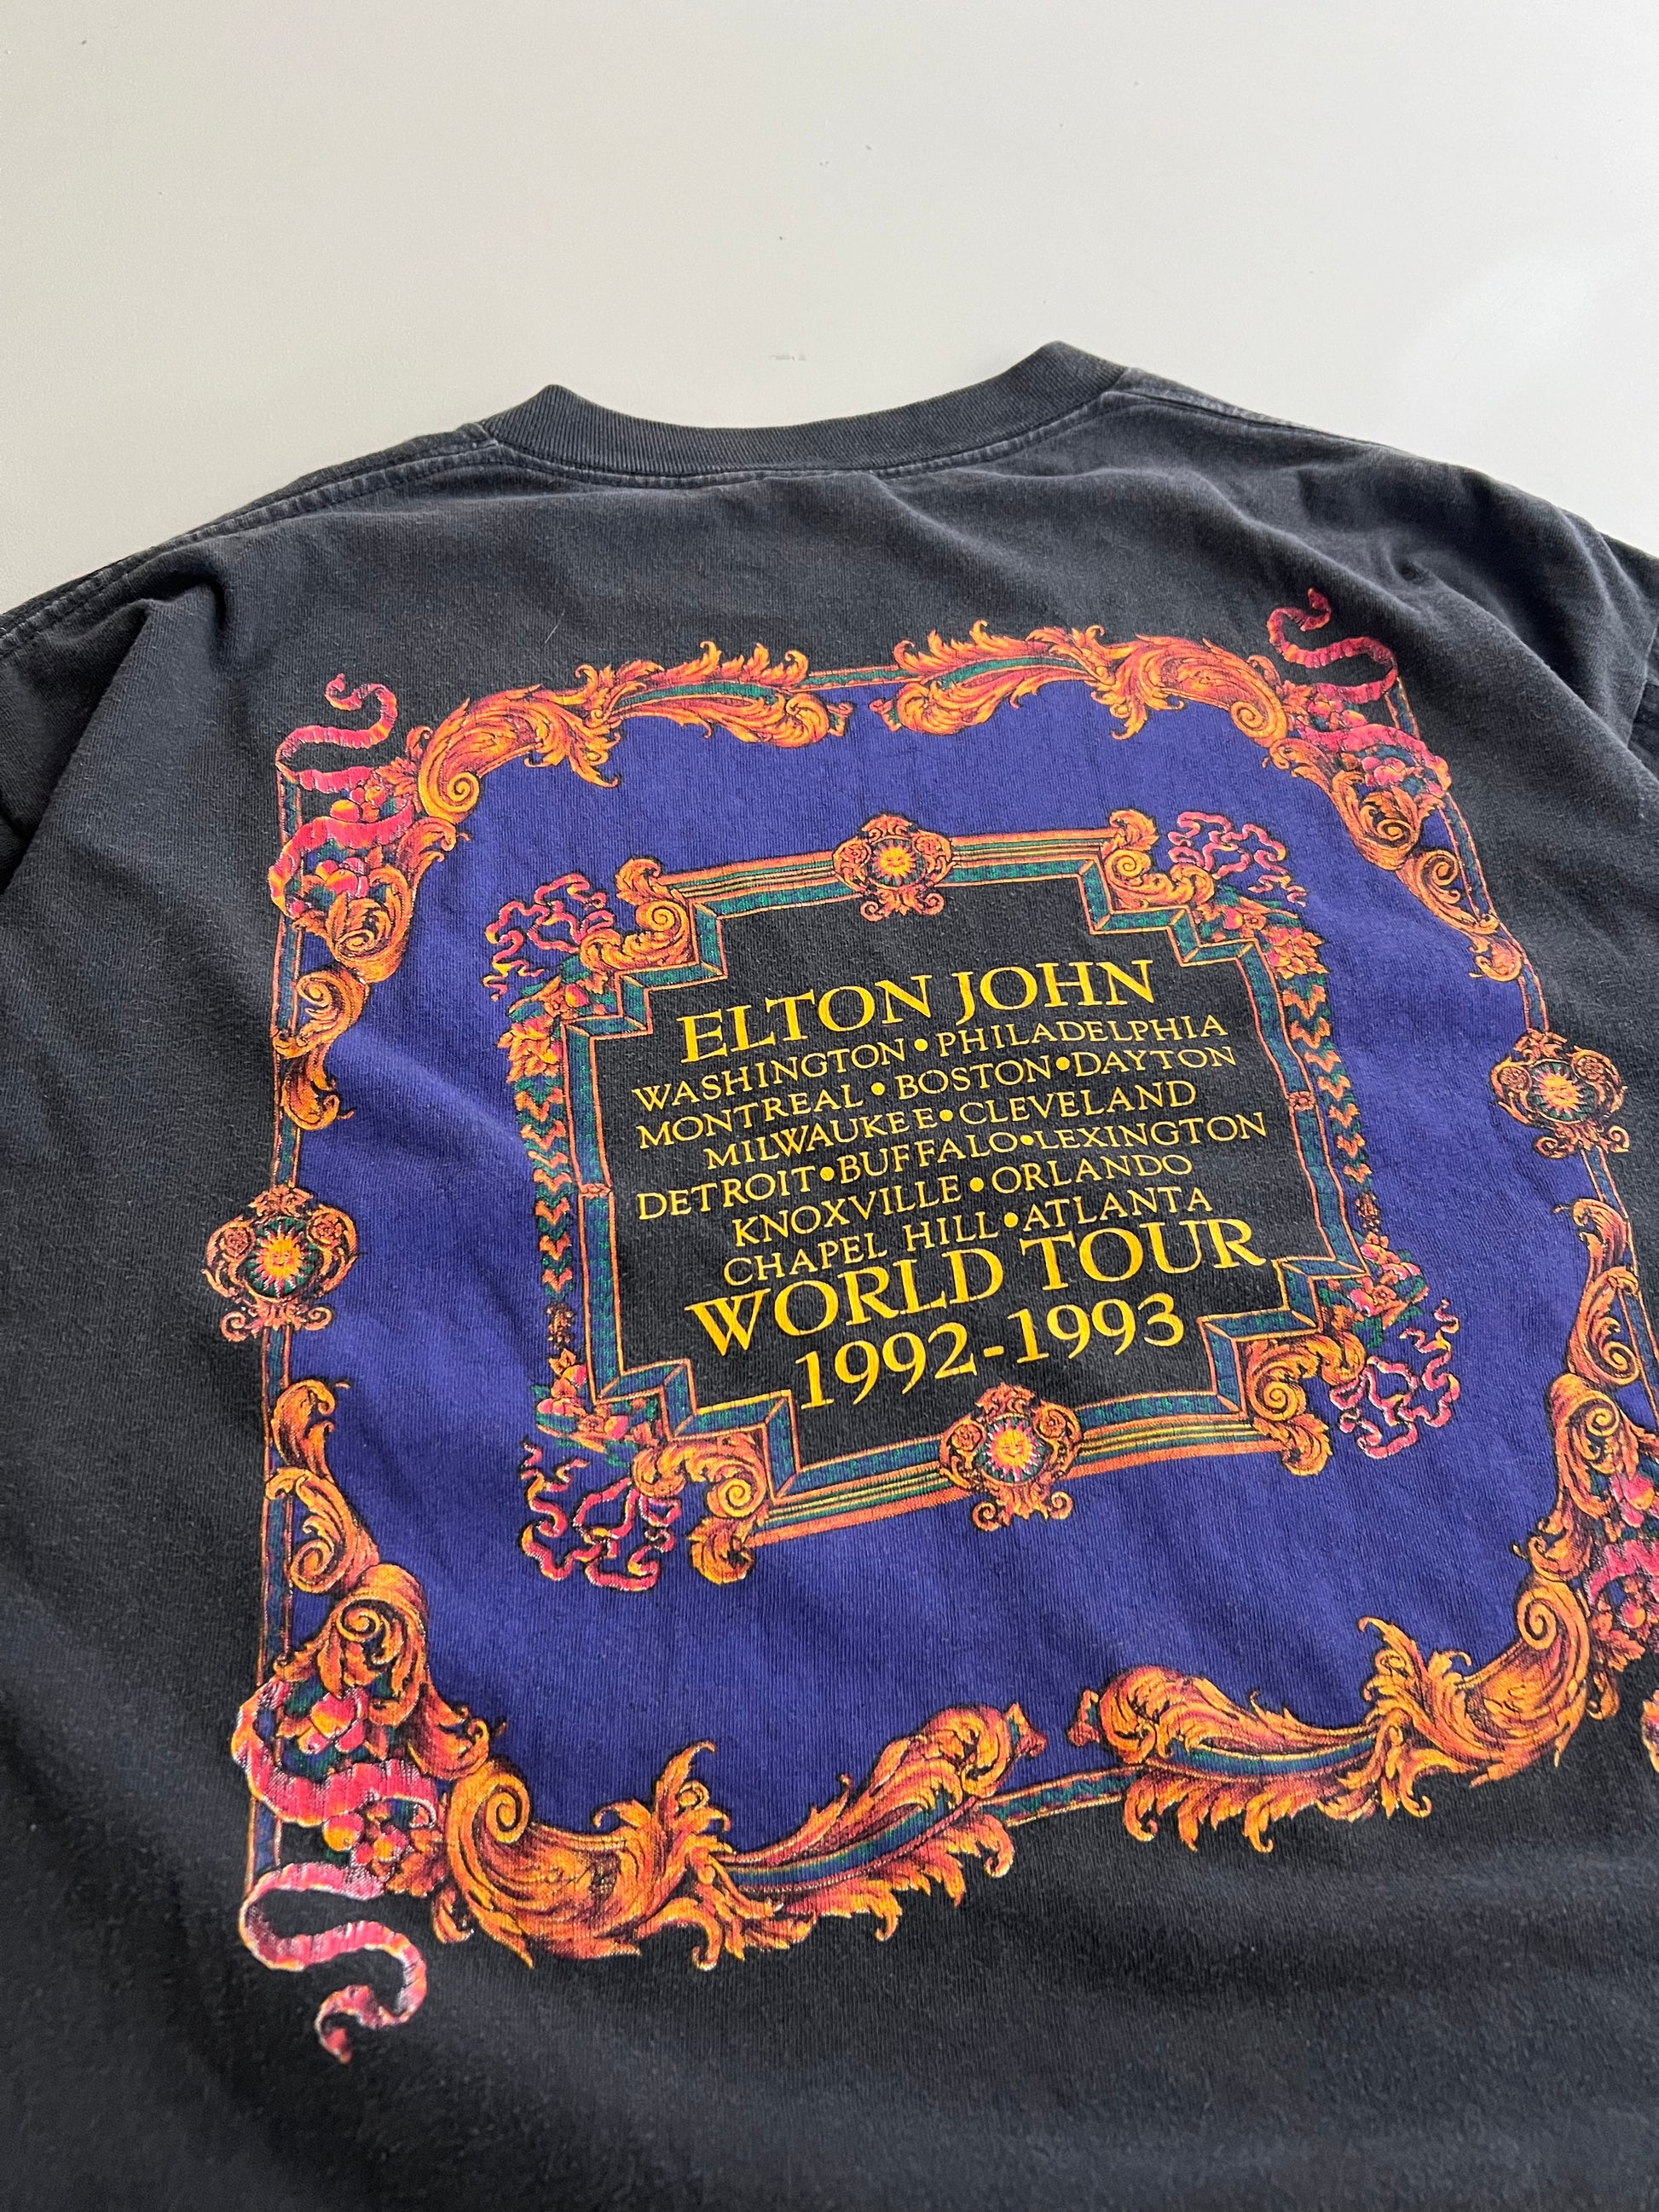 ELTON JOHN
WASHINGTON•PHILADELPHIA
MONTREAL•BOSTON•DAYTON
MILWAUKEE•CLEVELAND
DETROIT•BUFFALO•LEXINGTON
KNOXVILLE•ORLANDO
CHAPEL HILL•ATLANTA
WORLD TOUR
1992-1993